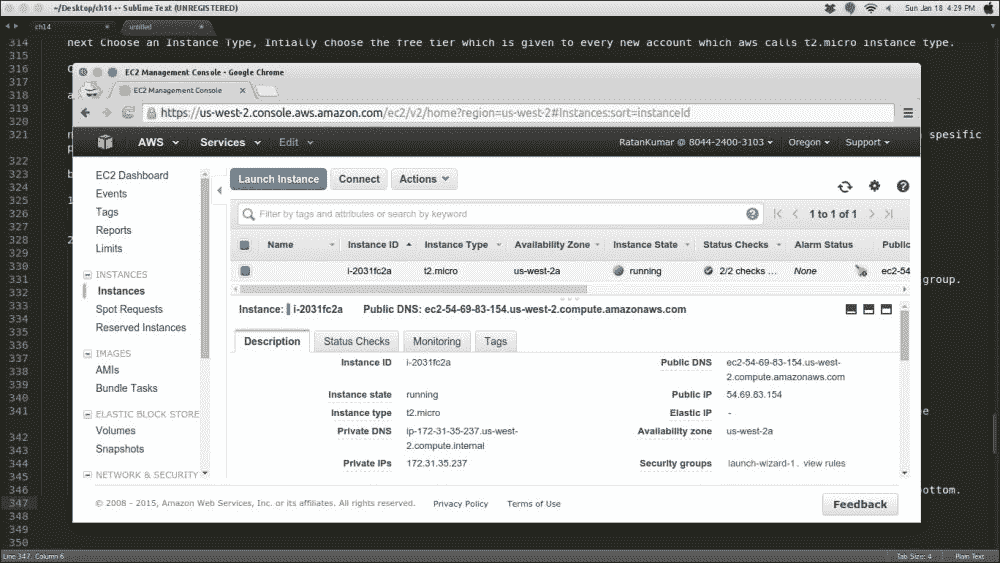 ~/Desktop/ch14 •- Sublime Text (UNREGISTERED)
Sun Jan 18 4:29 PM
ch14
untitled
314 next Choose an Instance Type, Intially choose the free tier which is given to every new account which aws calls t2.micro instance type.
315
316
317
318
319
320
321
spesific
322
323
324
325
326
327
328
329
330
331
group.
332
333
334
335
336
337
338
339
340
341
342
343
344
345
346
bottom.
347
348
349
350
EC2 Management Console - Google Chrome
EC2 Management Console
https://us-west-2.console.aws.amazon.com/ec2/v2/home?region=us-west-2#Instances:sort=instanceId
AWS Services Edit RatanKumar @ 8044-2400-3103 Oregon Support
EC2 Dashboard
Events
Tags
Reports
Limits
INSTANCES
Instances
Spot Requests
Reserved Instances
IMAGES
AMIs
Bundle Tasks
ELASTIC BLOCK STORE
Volumes
Snapshots
NETWORK & SECURITY
Launch Instance Connect Actions
Filter by tags and attributes or search by keyword
1 to 1 of 1
Name Instance ID Instance Type Availability Zone Instance State Status Checks Alarm Status Public
i-2031fc2a t2.micro us-west-2a running 2/2 checks ... None ec2-54
Instance: i-2031fc2a Public DNS: ec2-54-69-83-154.us-west-2.compute.amazonaws.com
Description Status Checks Monitoring Tags
Instance ID i-2031fc2a
Public DNS ec2-54-69-83-154.us-west-
2.compute.amazonaws.com
Instance state running
Public IP 54.69.83.154
Instance type t2.micro
Elastic IP -
Private DNS ip-172-31-35-237.us-west-
2.compute.internal
Availability zone us-west-2a
Private IPs 172.31.35.237
Security groups launch-wizard-1. view rules
© 2008 - 2015, Amazon Web Services, Inc. or its affiliates. All rights reserved. Privacy Policy Terms of Use
Feedback
Line 347, Column 6
Tab Size: 4
Plain Text